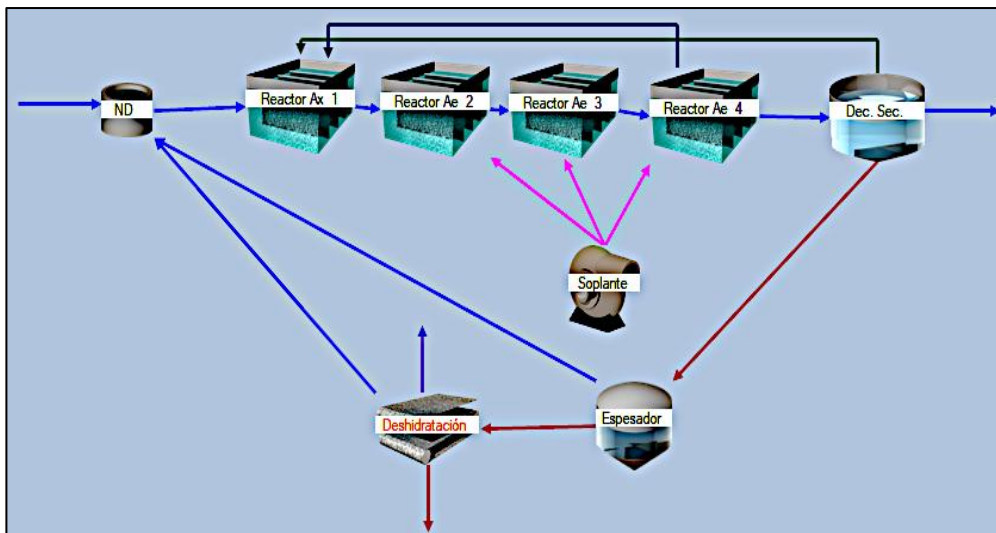 ND
Reactor Ax 1
Reactor Ae 2
Reactor Ae 3
Reactor Ae 4
Dec. Sec.
Soplante
Deshidratación
Espesador